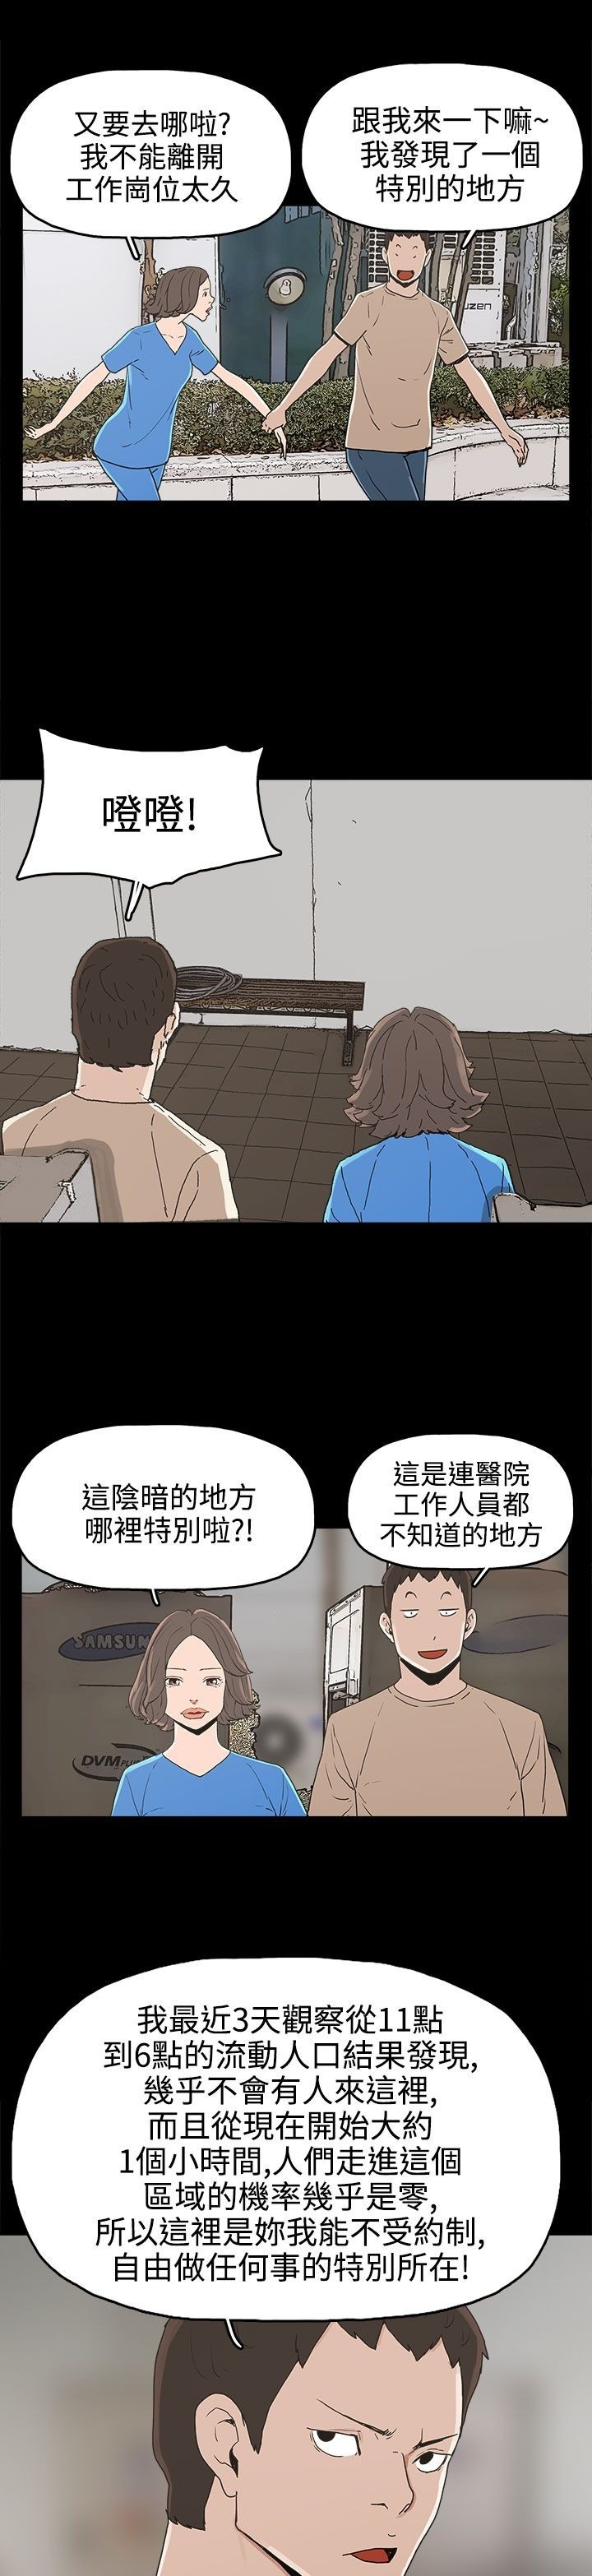 又要去哪啦?
我不能離開
工作崗位太久
跟我來一下嘛~
我發現了一個
特別的地方
uzen
噔噔!
這陰暗的地方
哪裡特別啦?!
這是連醫院
工作人員都
不知道的地方
SAMSUN
DVM PLUS
我最近3天觀察從11點
到6點的流動人口結果發現,
幾乎不會有人來這裡,
而且從現在開始大約
1個小時間,人們走進這個
區域的機率幾乎是零,
所以這裡是妳我能不受約制,
自由做任何事的特別所在!